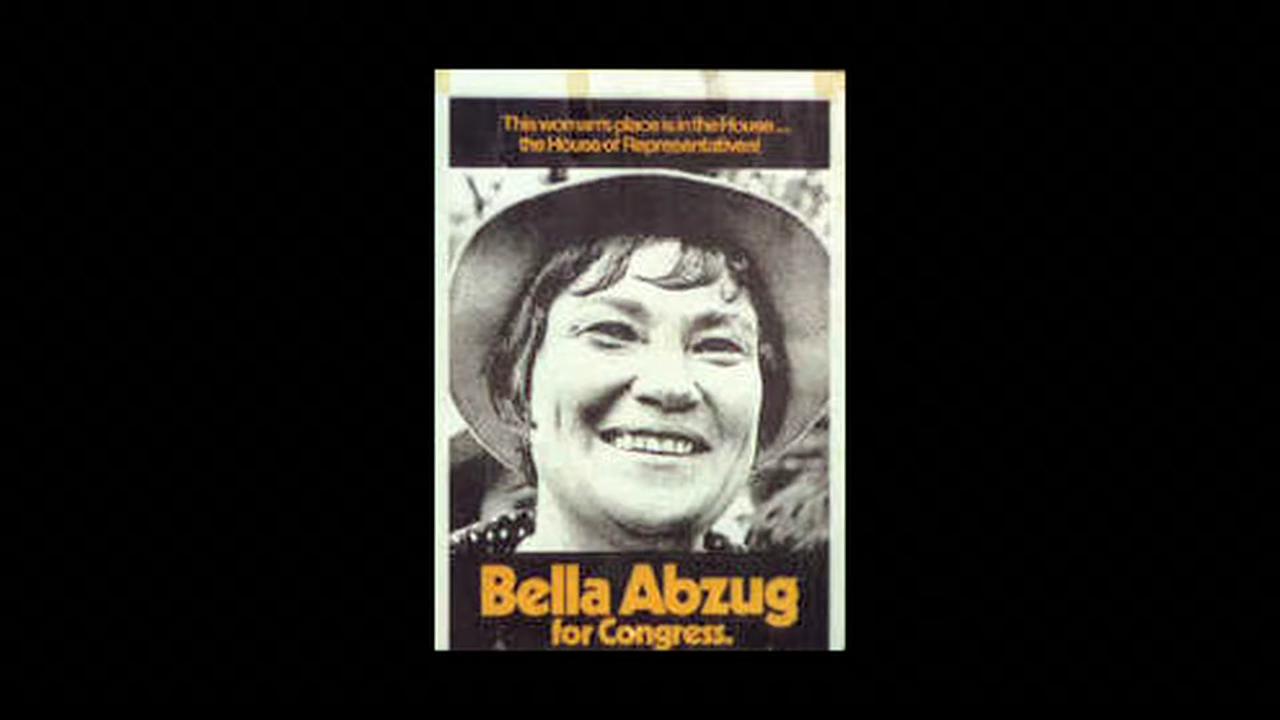 This woman's place is in the House...
the House of Representatives!
Bella Abzug
for Congress.